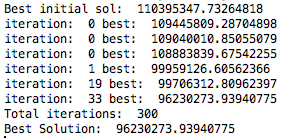 Best initial sol:  110395347.73264818
iteration:  0 best:  109445809.28704898
iteration:  0 best:  109040010.85055079
iteration:  0 best:  108883839.67542255
iteration:  1 best:  99959126.60562366
iteration:  19 best:  99706312.80962397
iteration:  33 best:  96230273.93940775
Total iterations:  300
Best Solution:  96230273.93940775